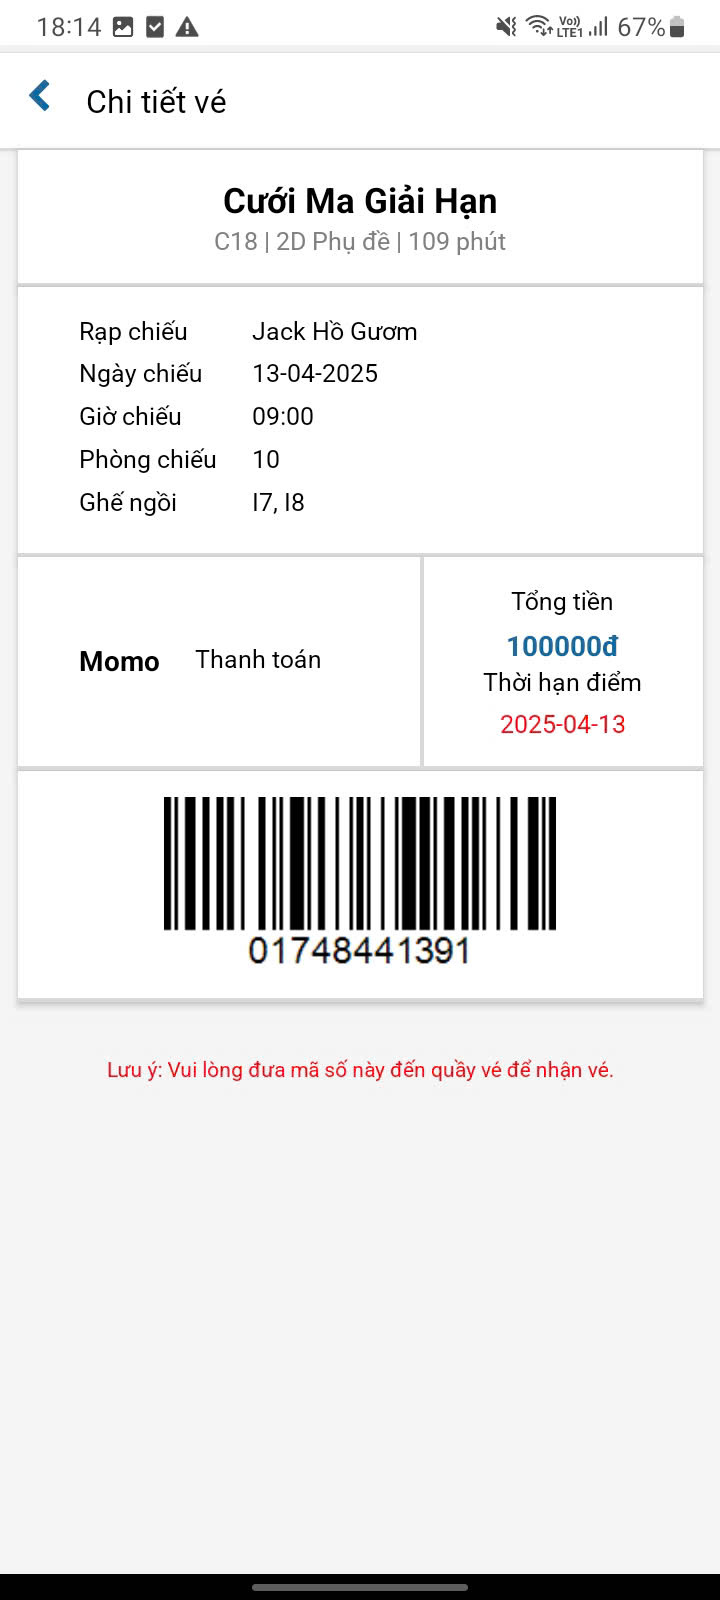 18:14 Vo)) LTE1 67%
Chi tiết vé
Cưới Ma Giải Hạn
C18 | 2D Phụ đề | 109 phút
Rạp chiếu Jack Hồ Gươm
Ngày chiếu 13-04-2025
Giờ chiếu 09:00
Phòng chiếu 10
Ghế ngồi I7, I8
Momo Thanh toán
Tổng tiền
100000đ
Thời hạn điểm
2025-04-13
01748441391
Lưu ý: Vui lòng đưa mã số này đến quầy vé để nhận vé.